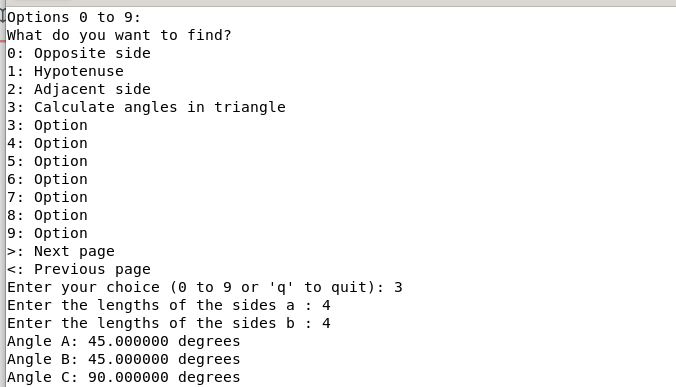 Options 0 to 9:
What do you want to find?
0: Opposite side
1: Hypotenuse
2: Adjacent side
3: Calculate angles in triangle
3: Option
4: Option
5: Option
6: Option
7: Option
8: Option
9: Option
>: Next page
<: Previous page
Enter your choice (0 to 9 or 'q' to quit): 3
Enter the lengths of the sides a : 4
Enter the lengths of the sides b : 4
Angle A: 45.000000 degrees
Angle B: 45.000000 degrees
Angle C: 90.000000 degrees